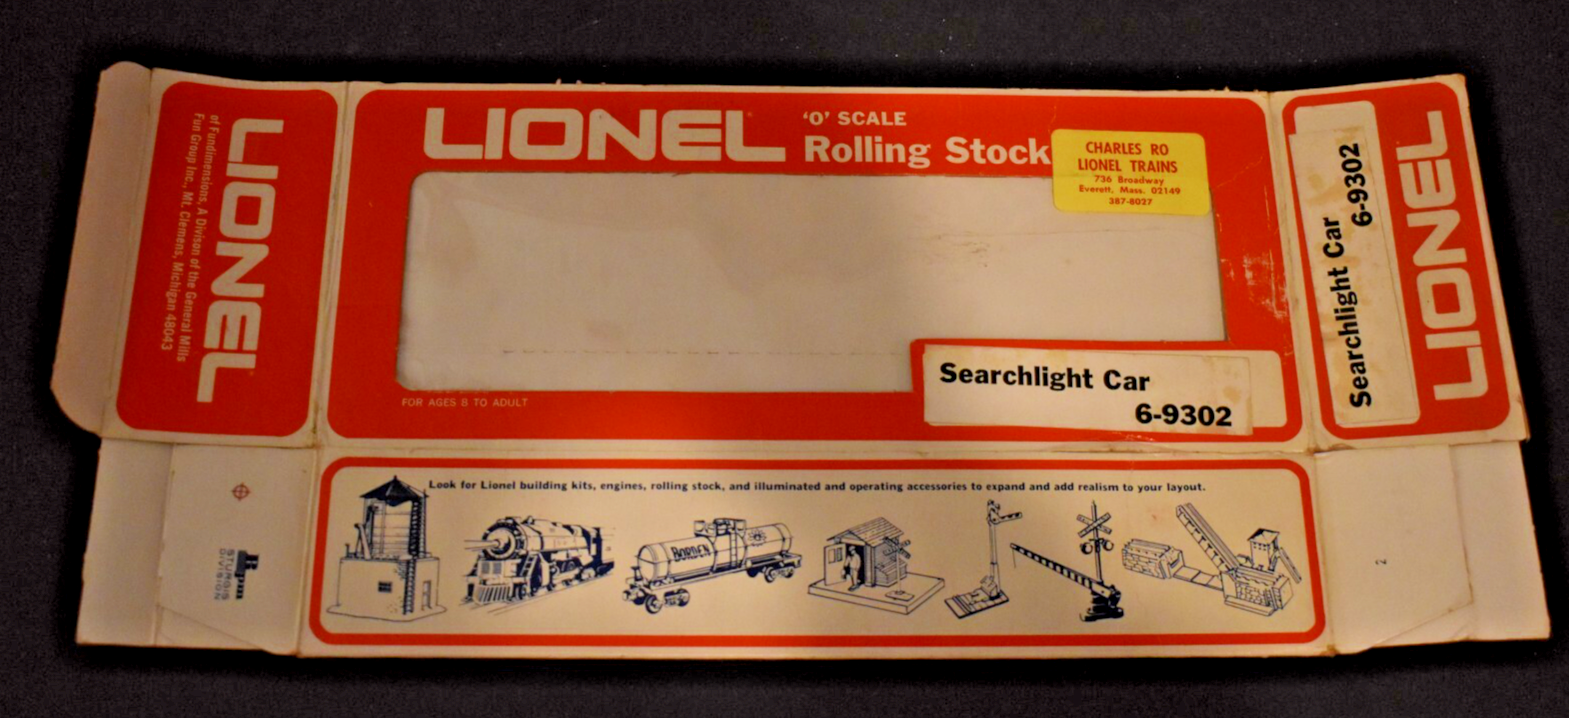 LIONEL
of Fundimensions, A Divison of the General Mills
Fun Group Inc., Mt. Clemens, Michigan 48043
LIONEL
'O' SCALE
Rolling Stock
CHARLES RO
LIONEL TRAINS
736 Broadway
Everett, Mass. 02149
387-8027
Searchlight Car
6-9302
FOR AGES 8 TO ADULT
Searchlight Car
6-9302
LIONEL
Look for Lionel building kits, engines, rolling stock, and illuminated and operating accessories to expand and add realism to your layout.
BORDEN
STURGIS
DIVISION
2